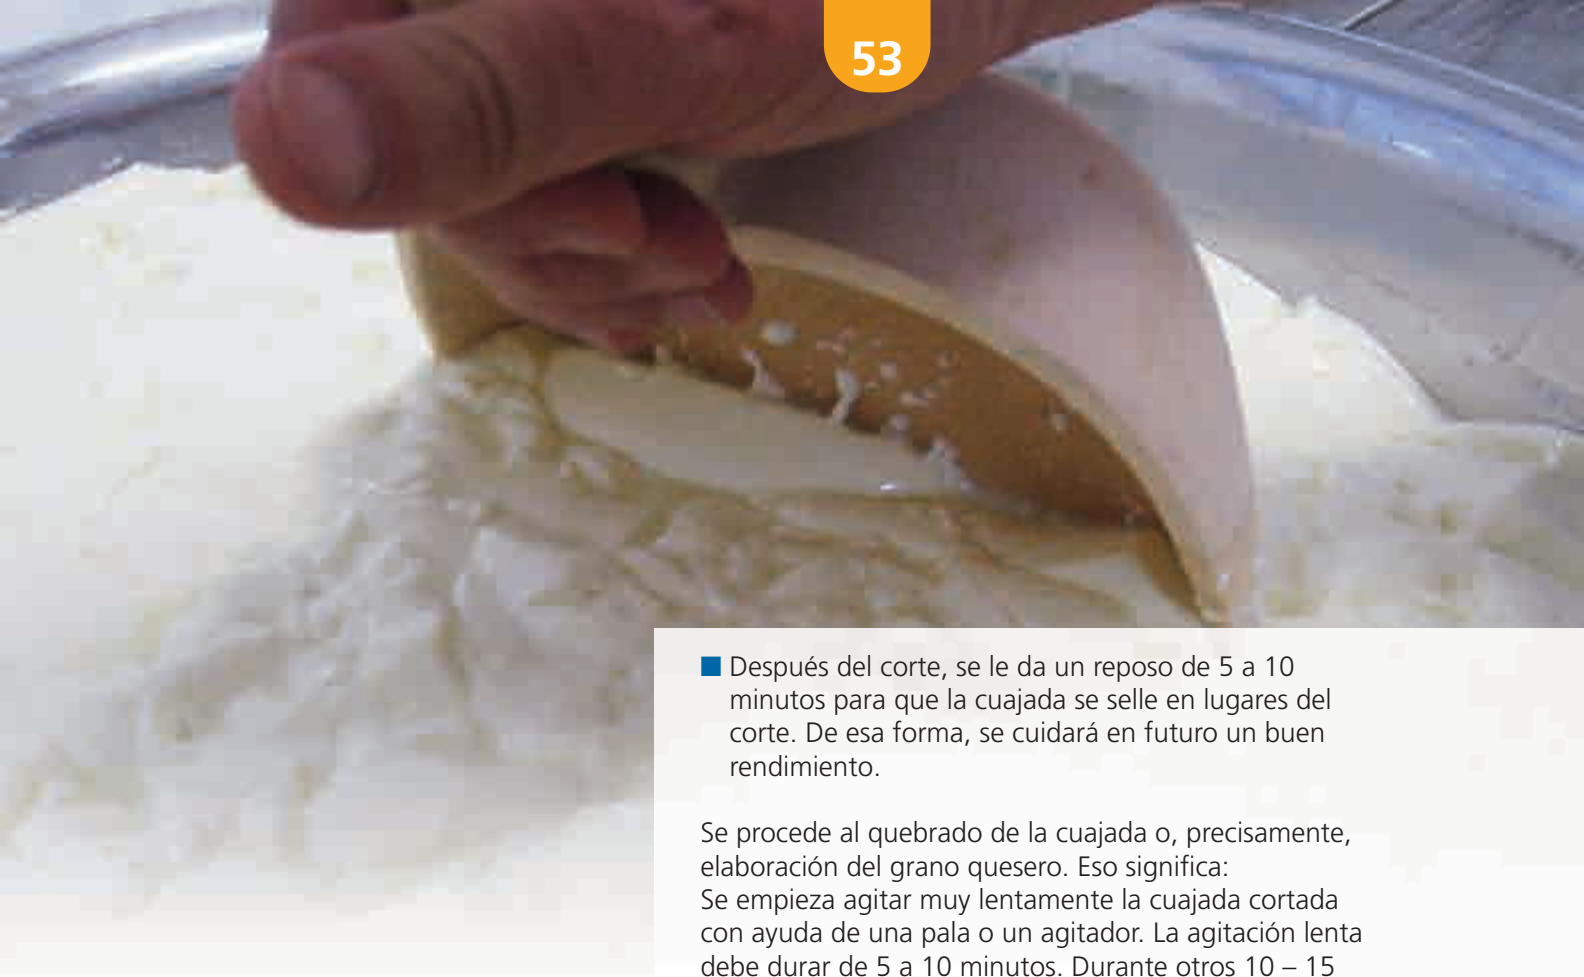 53
Después del corte, se le da un reposo de 5 a 10
minutos para que la cuajada se selle en lugares del
corte. De esa forma, se cuidará en futuro un buen
rendimiento.
Se procede al quebrado de la cuajada o, precisamente,
elaboración del grano quesero. Eso significa:
Se empieza agitar muy lentamente la cuajada cortada
con ayuda de una pala o un agitador. La agitación lenta
debe durar de 5 a 10 minutos. Durante otros 10 – 15